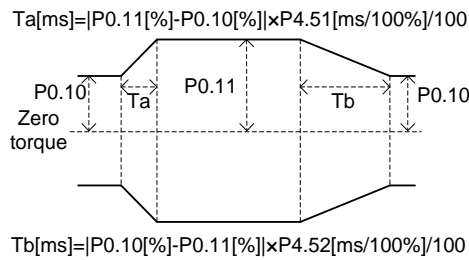 Ta[ms]=|P0.11[%]-P0.10[%]|×P4.51[ms/100%]/100
P0.10
Ta
P0.11
Tb
P0.10
Zero
torque
Tb[ms]=|P0.10[%]-P0.11[%]|×P4.52[ms/100%]/100